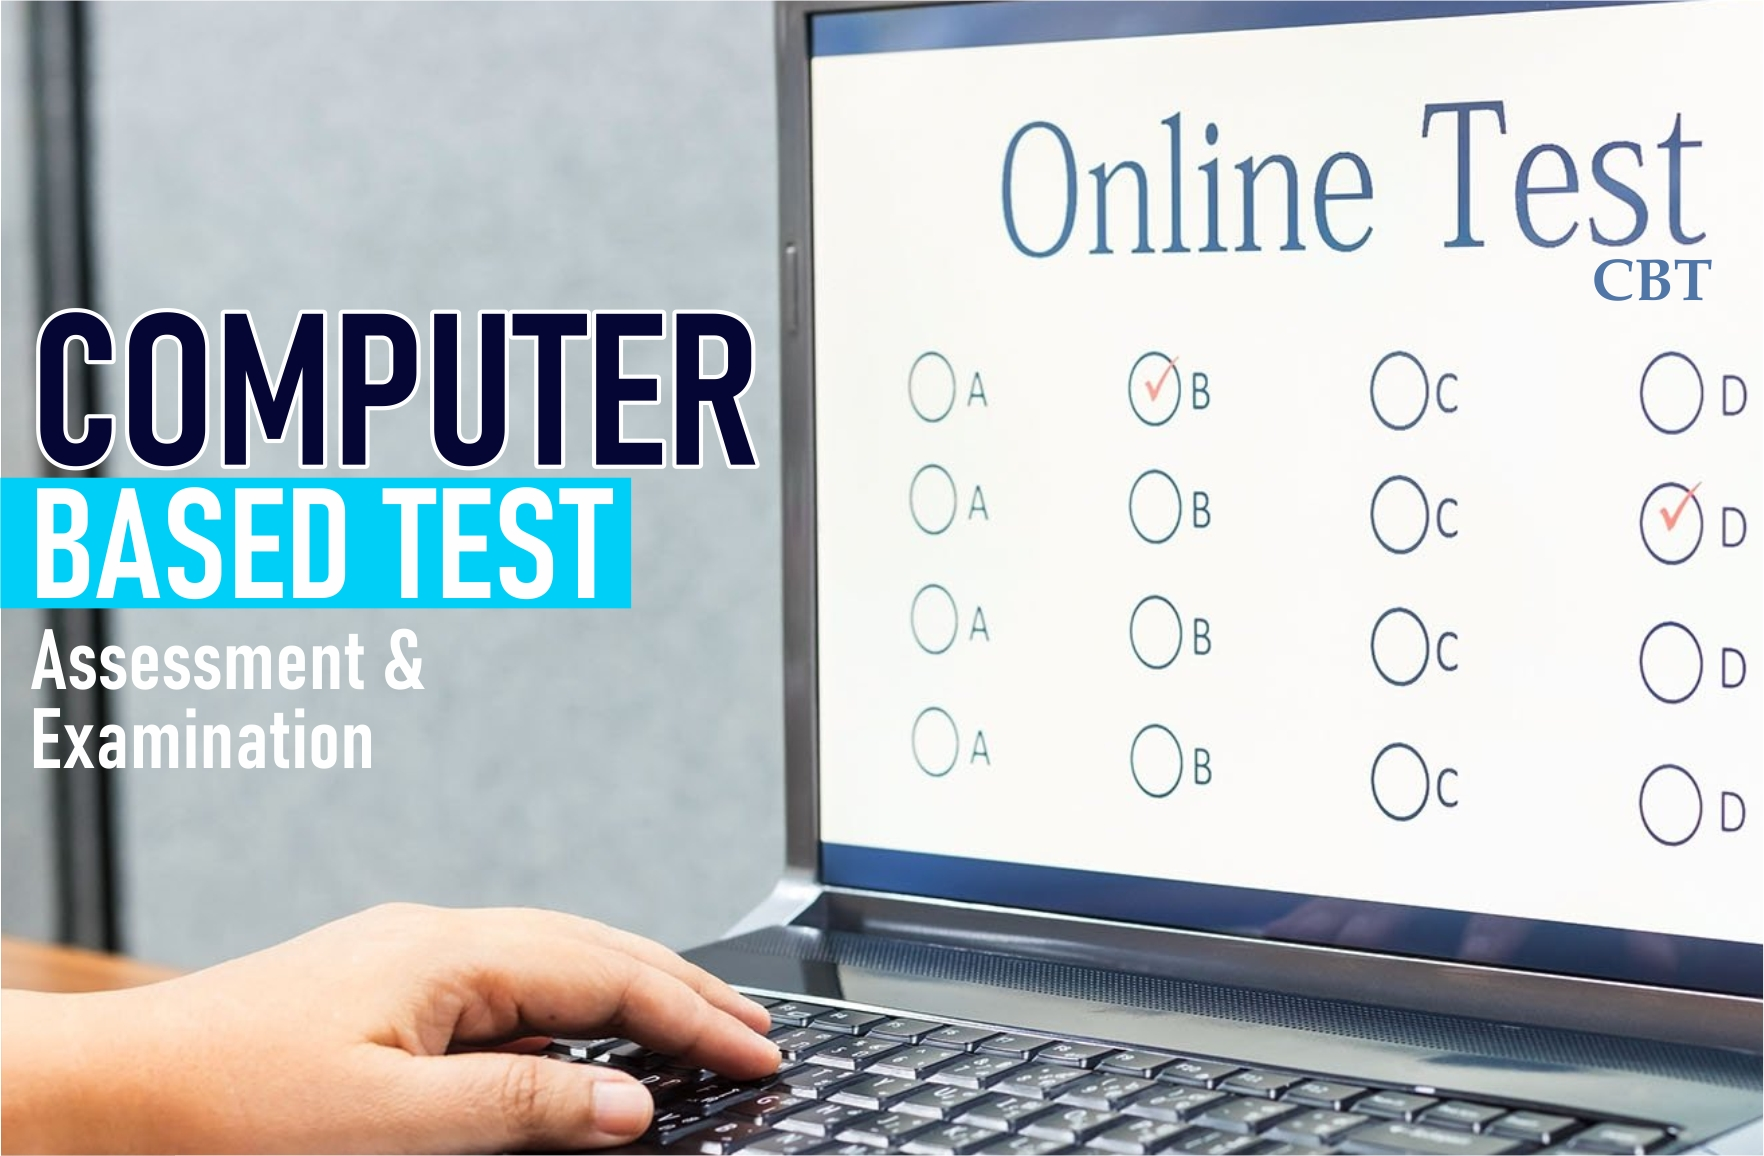 COMPUTER
BASED TEST
Assessment &
Examination
Online Test
CBT
A B C D
A B C D
A B C D
A B C D